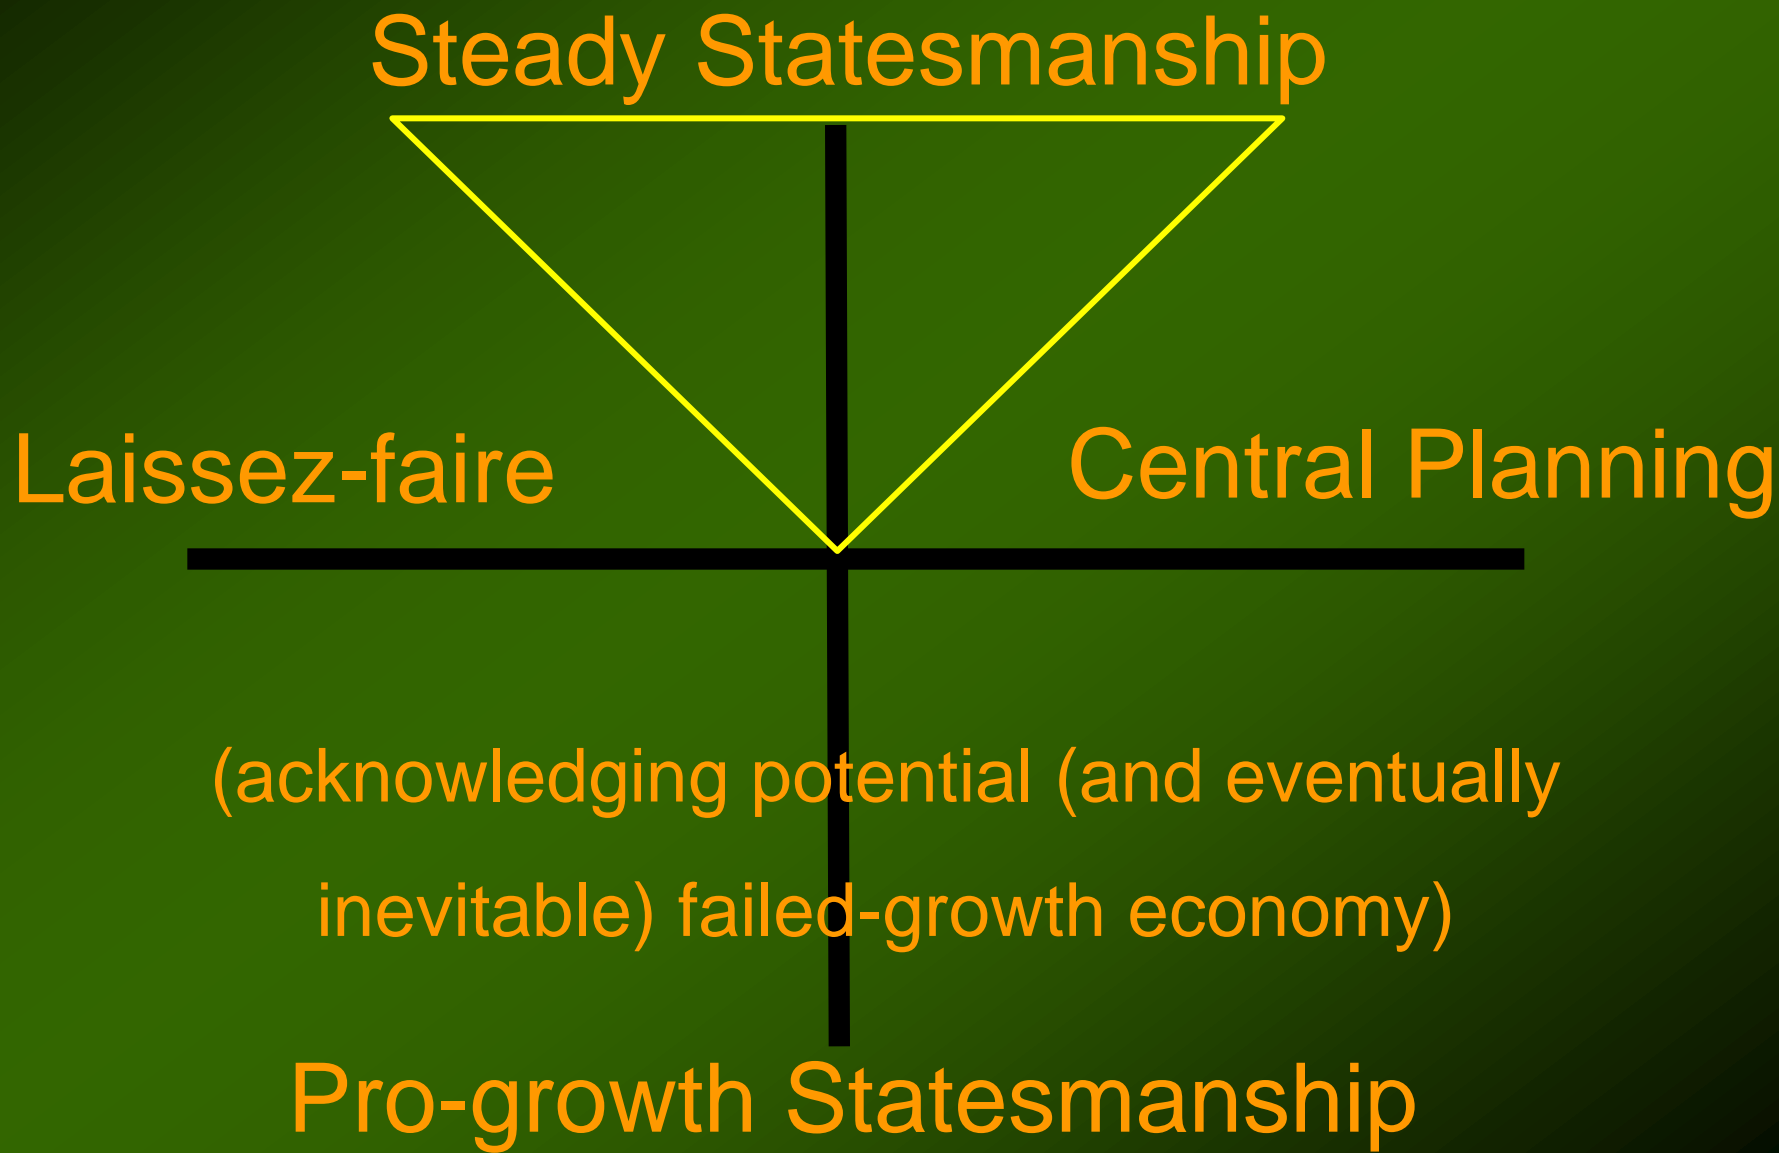 Steady Statesmanship
Laissez-faire
Central Planning
(acknowledging potential (and eventually
inevitable) failed-growth economy)
Pro-growth Statesmanship